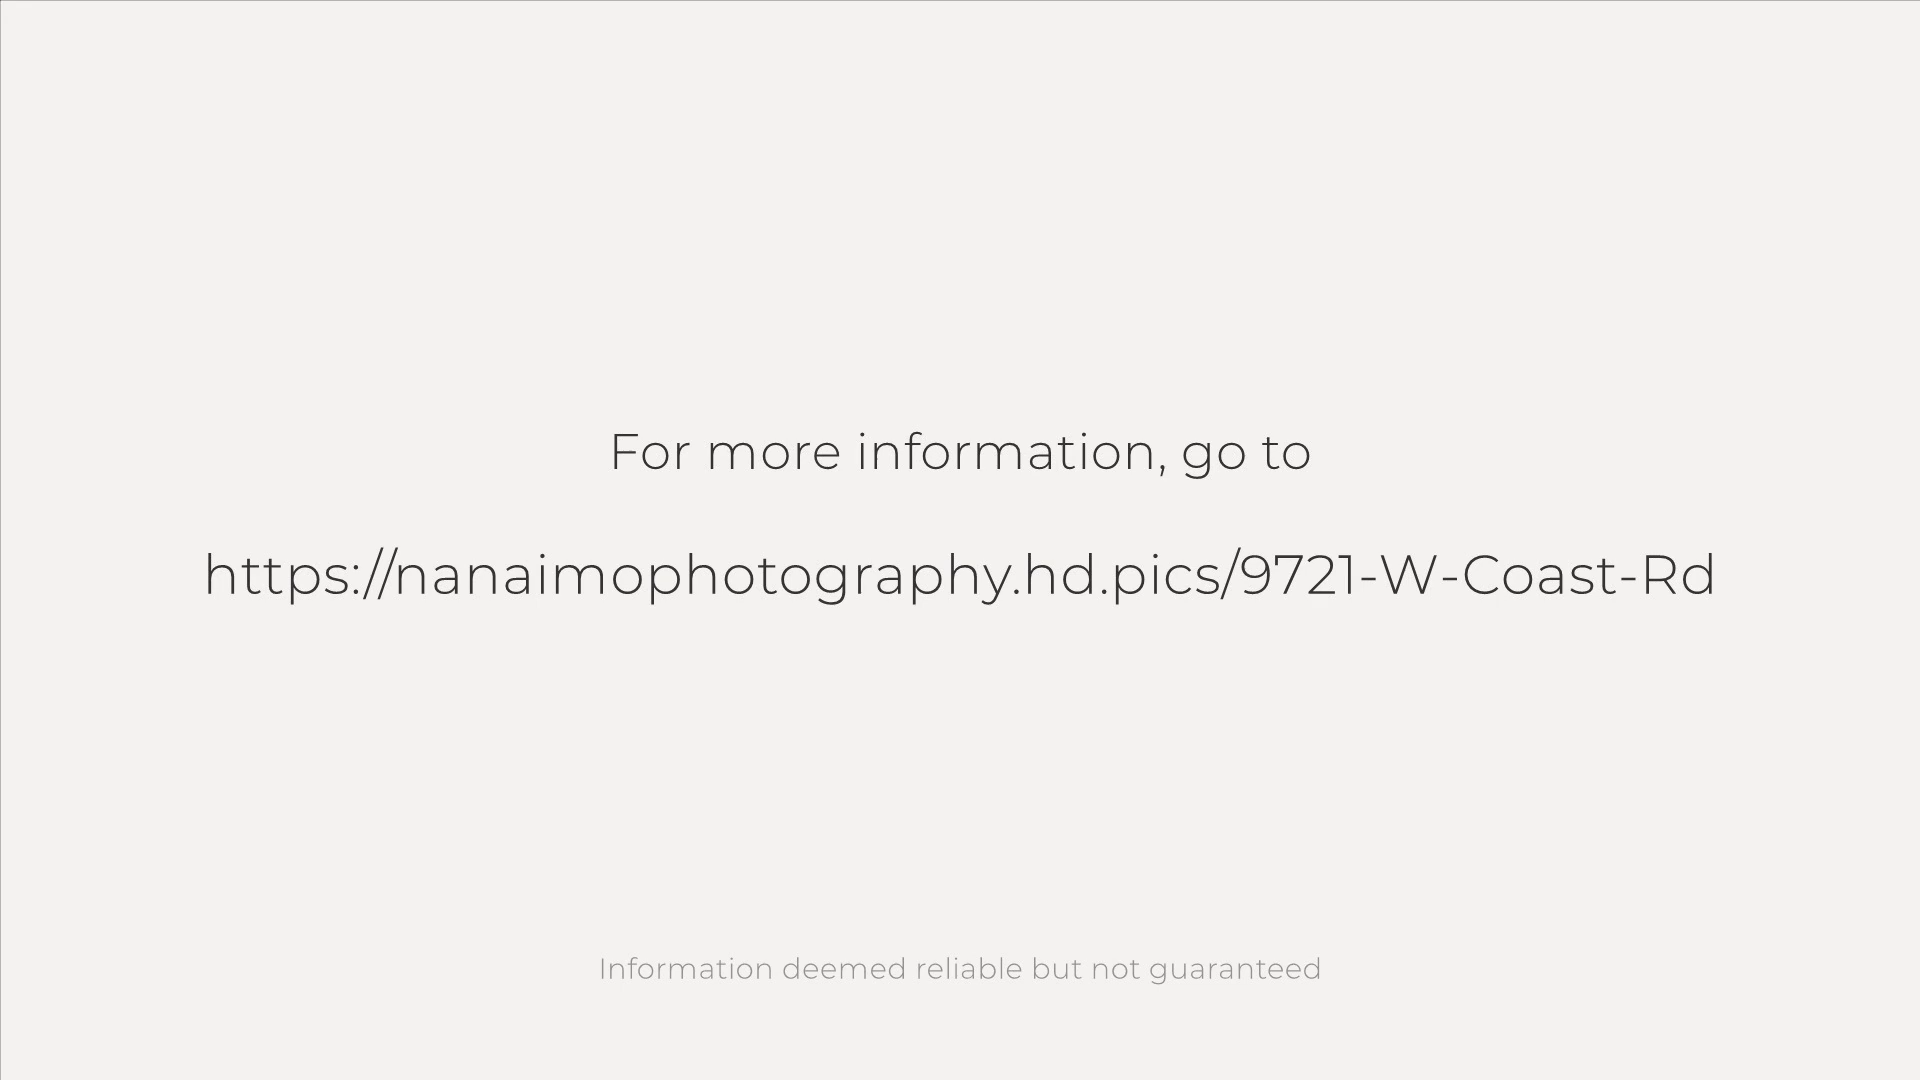 For more information, go to
https://nanaimophotography.hd.pics/9721-W-Coast-Rd
Information deemed reliable but not guaranteed